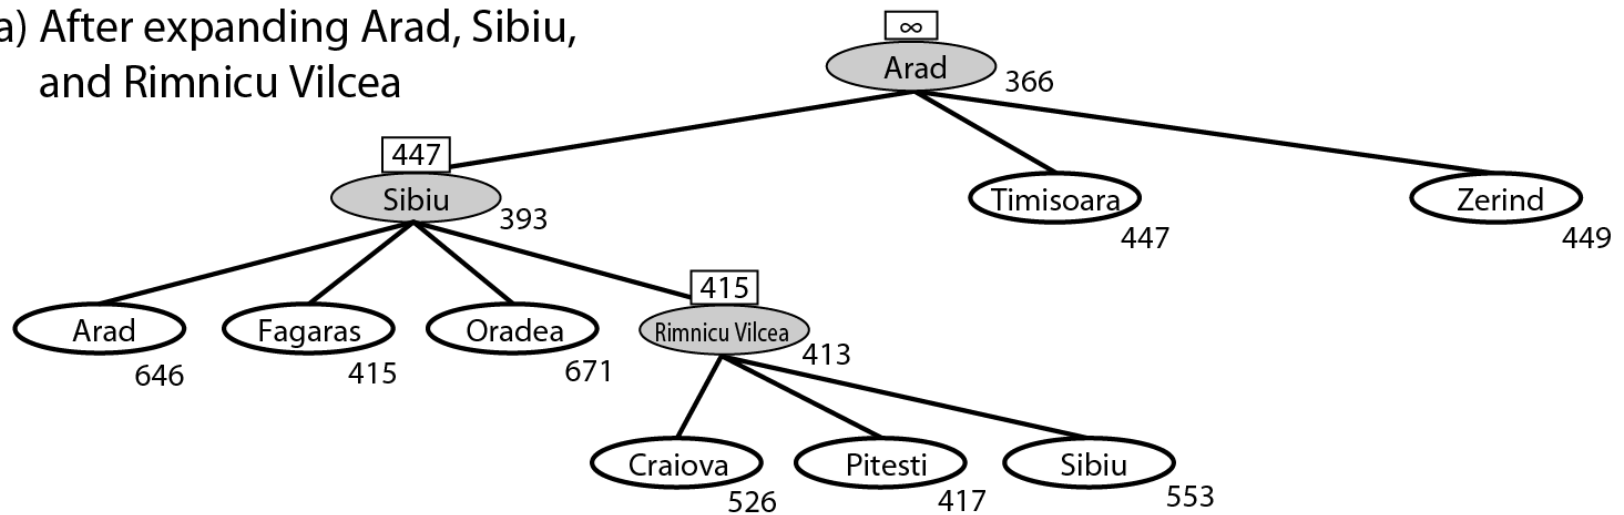 a) After expanding Arad, Sibiu,
and Rimnicu Vilcea
∞
Arad
366
447
Sibiu
393
Timisoara
447
Zerind
449
Arad
646
Fagaras
415
Oradea
671
415
Rimnicu Vilcea
413
Craiova
526
Pitesti
417
Sibiu
553